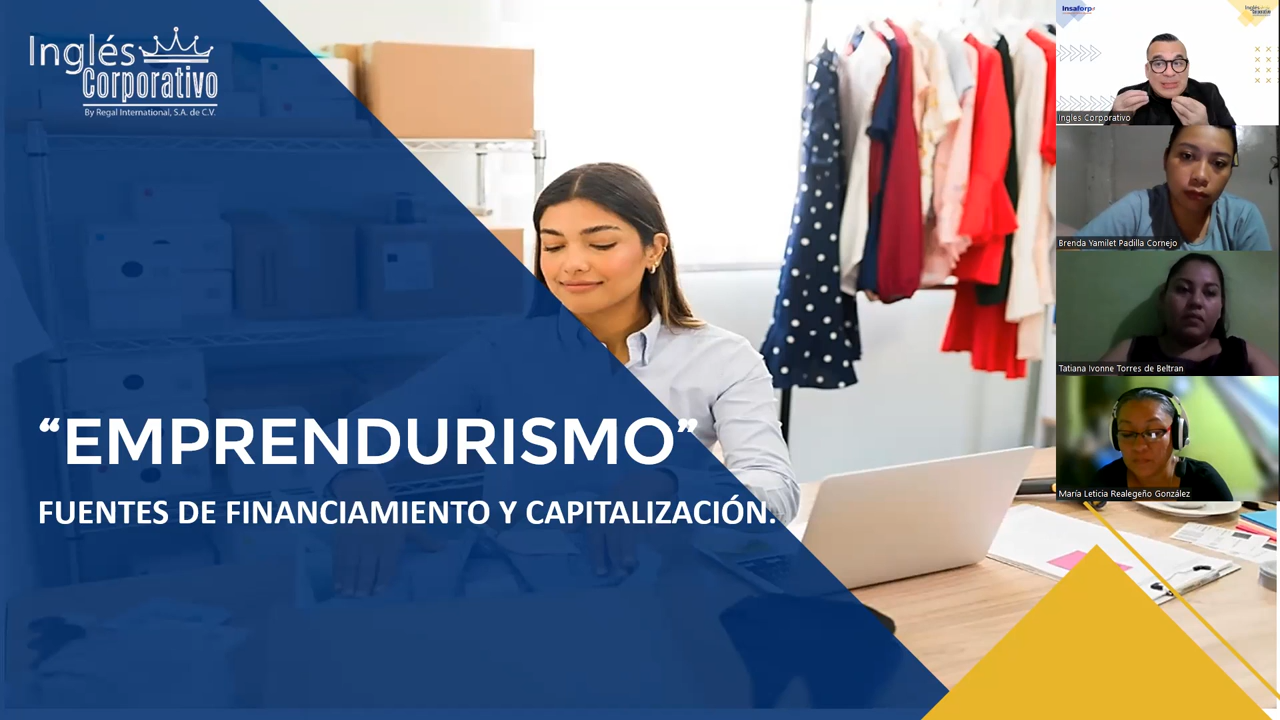 Inglés
Corporativo
By Regal International, S.A. de C.V.
“EMPRENDURISMO”
FUENTES DE FINANCIAMIENTO Y CAPITALIZACIÓN.
Insaforp
Ingles Corporativo
Brenda Yamilet Padilla Cornejo
Tatiana Ivonne Torres de Beltran
María Leticia Realegeño González